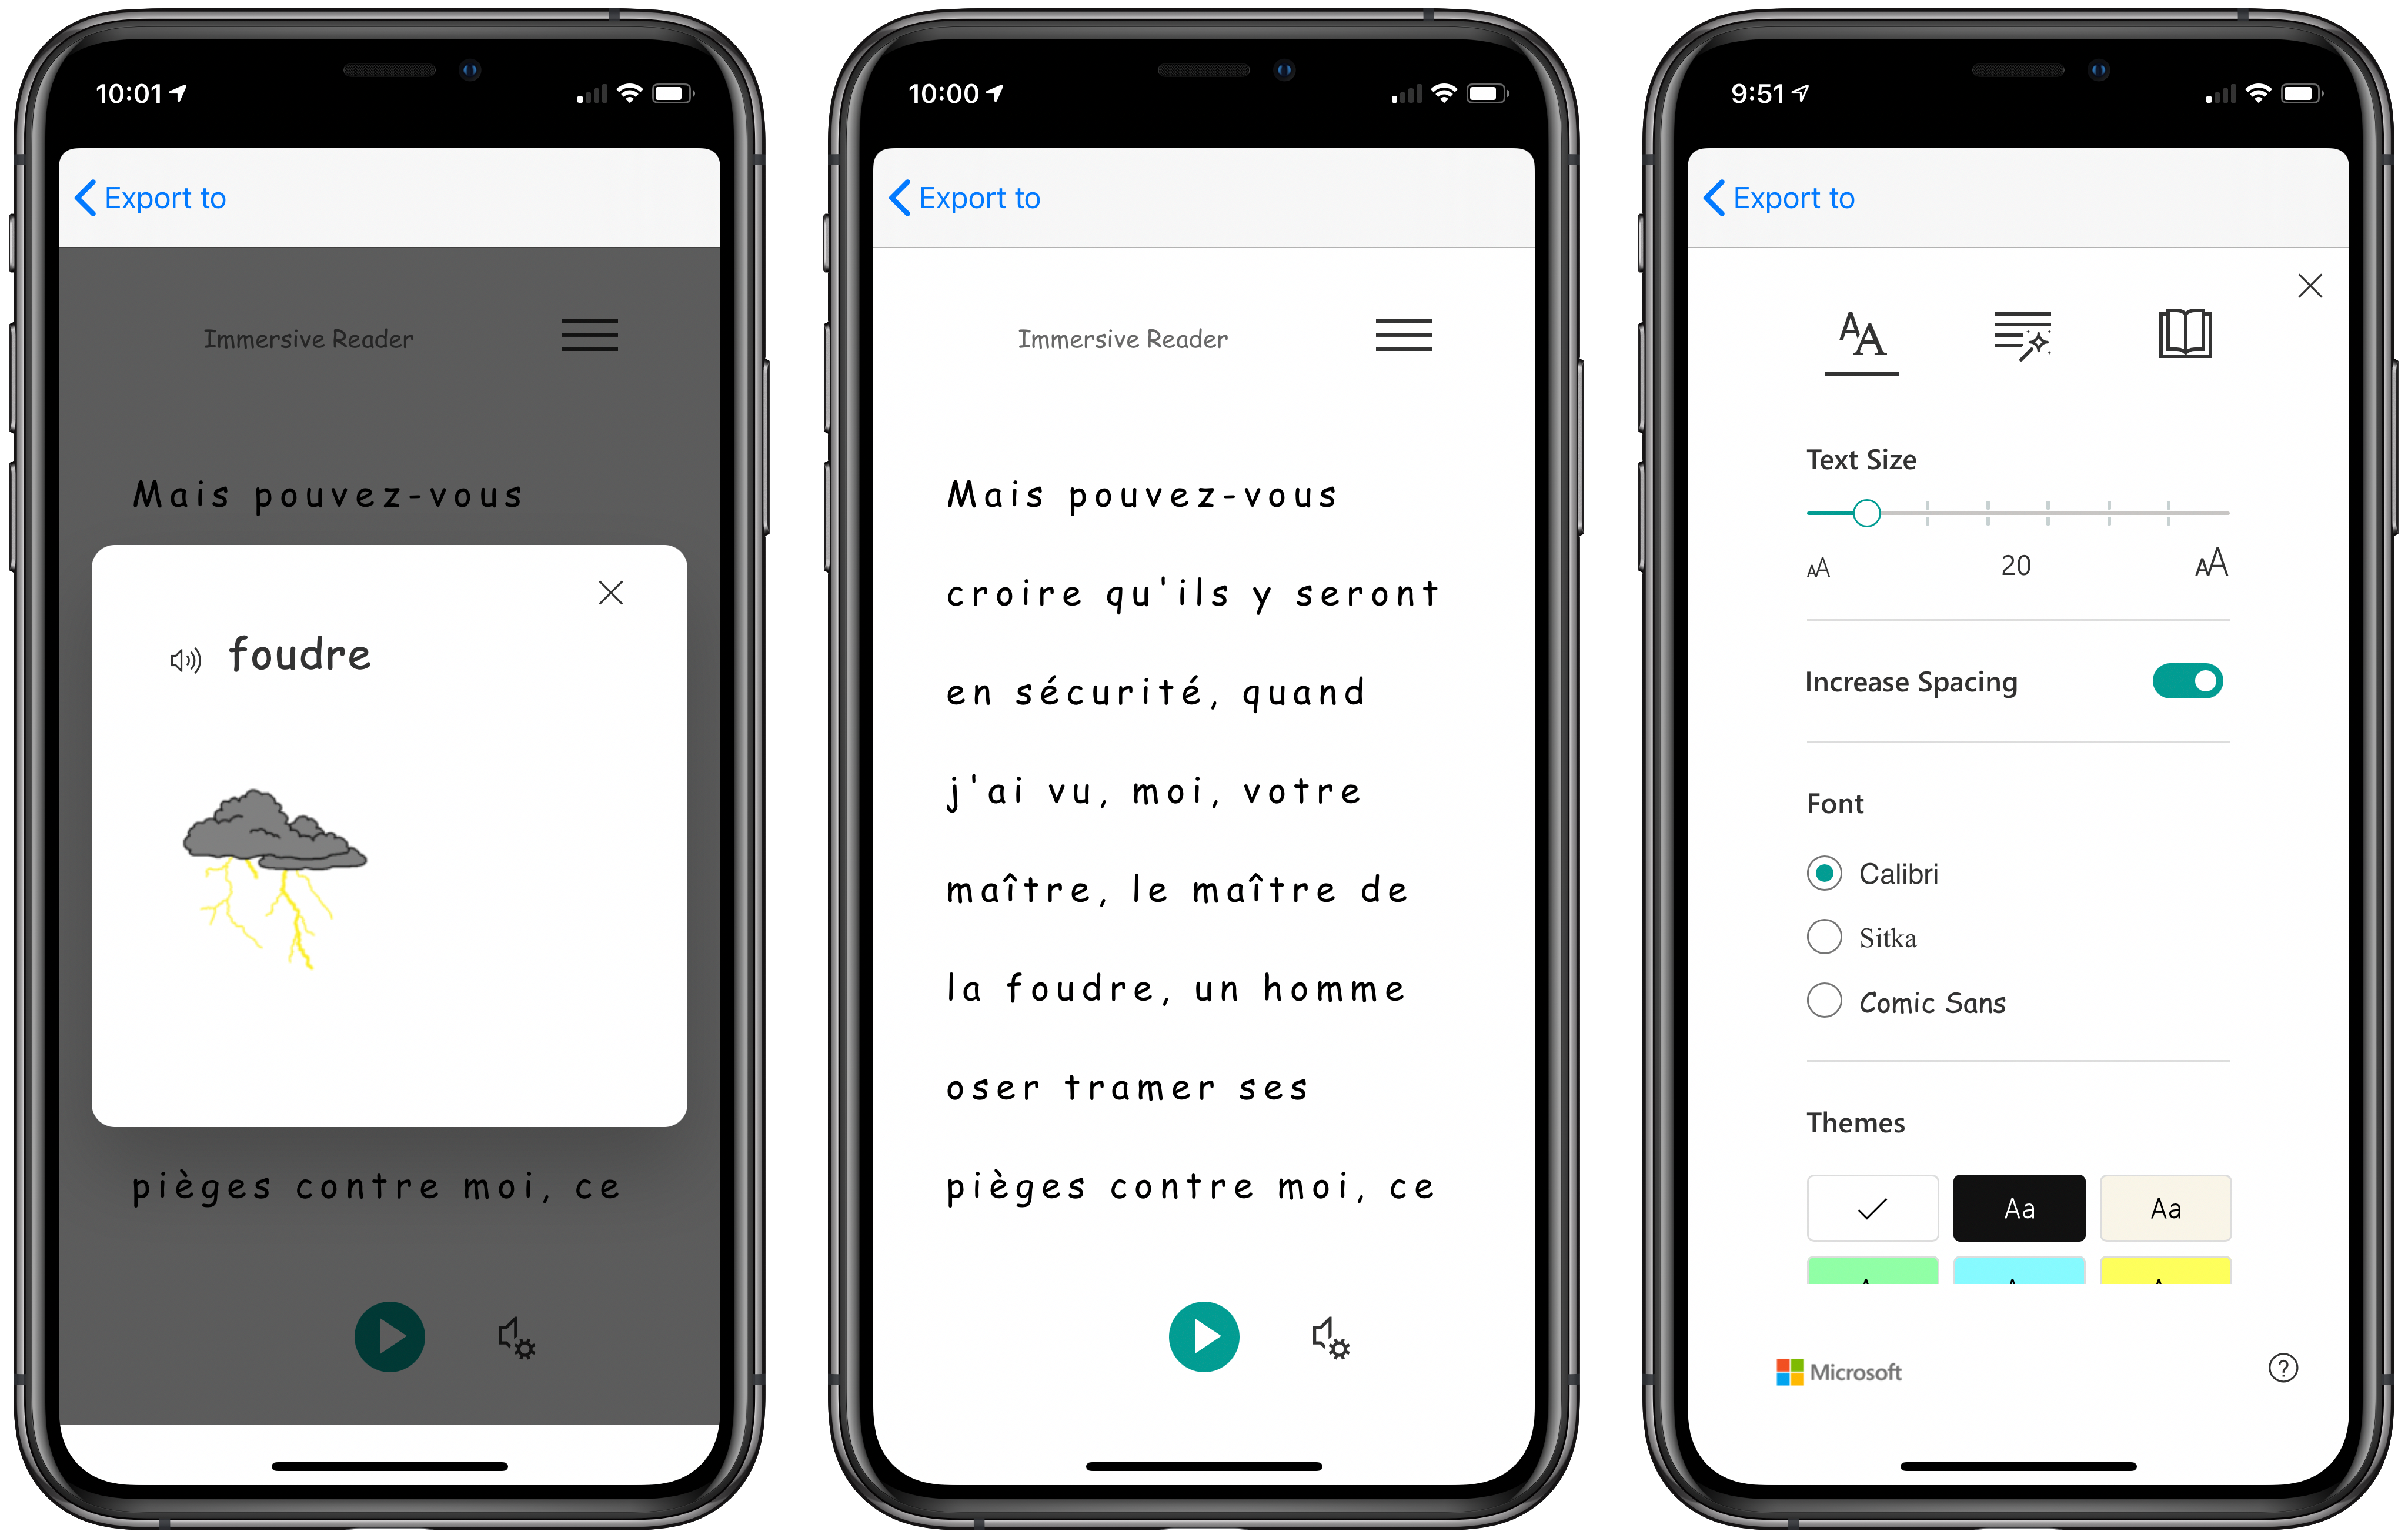 10:01
Export to
Immersive Reader
Mais pouvez-vous
foudre
pièges contre moi, ce
10:00
Export to
Immersive Reader
Mais pouvez-vous
croire qu'ils y seront
en sécurité, quand
j'ai vu, moi, votre
maître, le maître de
la foudre, un homme
oser tramer ses
pièges contre moi, ce
9:51
Export to
AA
Text Size
AA 20 AA
Increase Spacing
Font
Calibri
Sitka
Comic Sans
Themes
Aa Aa
Microsoft
?